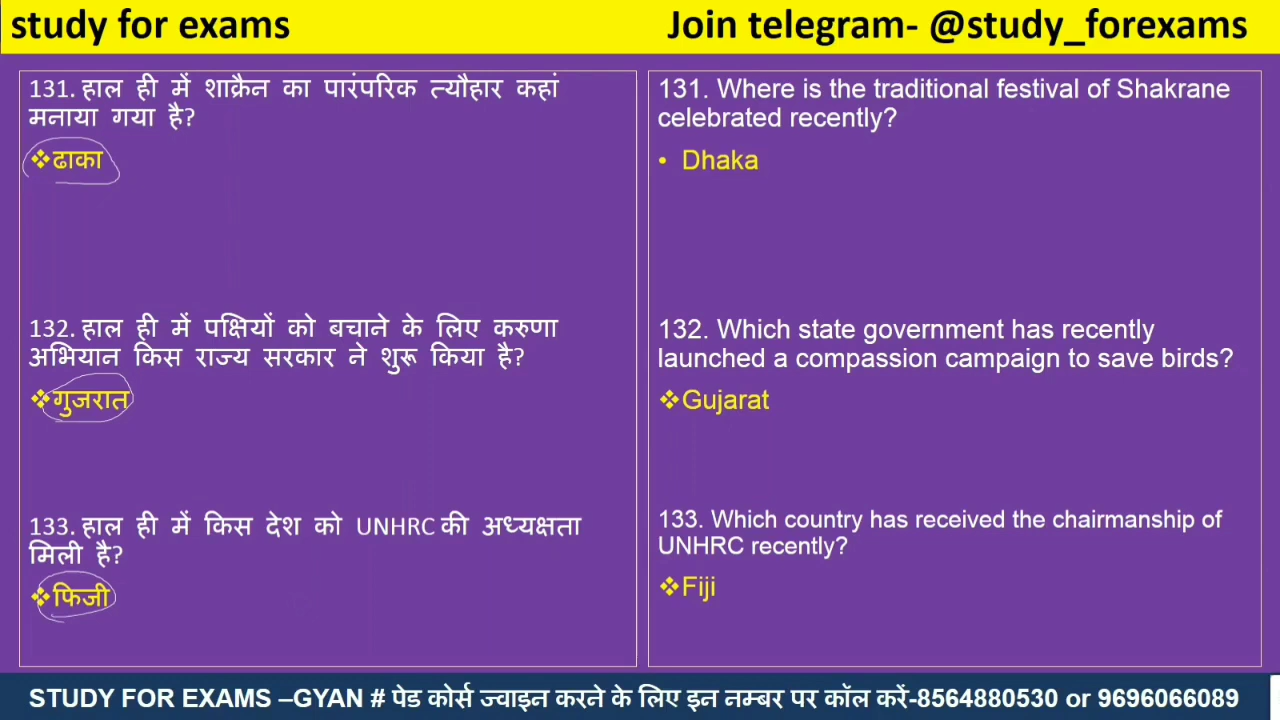 study for exams
Join telegram- @study_forexams
131. हाल ही में शाक्रैन का पारंपरिक त्यौहार कहां
मनाया गया है?
❖ढाका
132. हाल ही में पक्षियों को बचाने के लिए करुणा
अभियान किस राज्य सरकार ने शुरू किया है?
❖गुजरात
133. हाल ही में किस देश को UNHRC की अध्यक्षता
मिली है?
❖फिजी
131. Where is the traditional festival of Shakrane
celebrated recently?
• Dhaka
132. Which state government has recently
launched a compassion campaign to save birds?
❖Gujarat
133. Which country has received the chairmanship of
UNHRC recently?
❖Fiji
STUDY FOR EXAMS –GYAN # पेड कोर्स ज्वाइन करने के लिए इन नम्बर पर कॉल करें-8564880530 or 9696066089